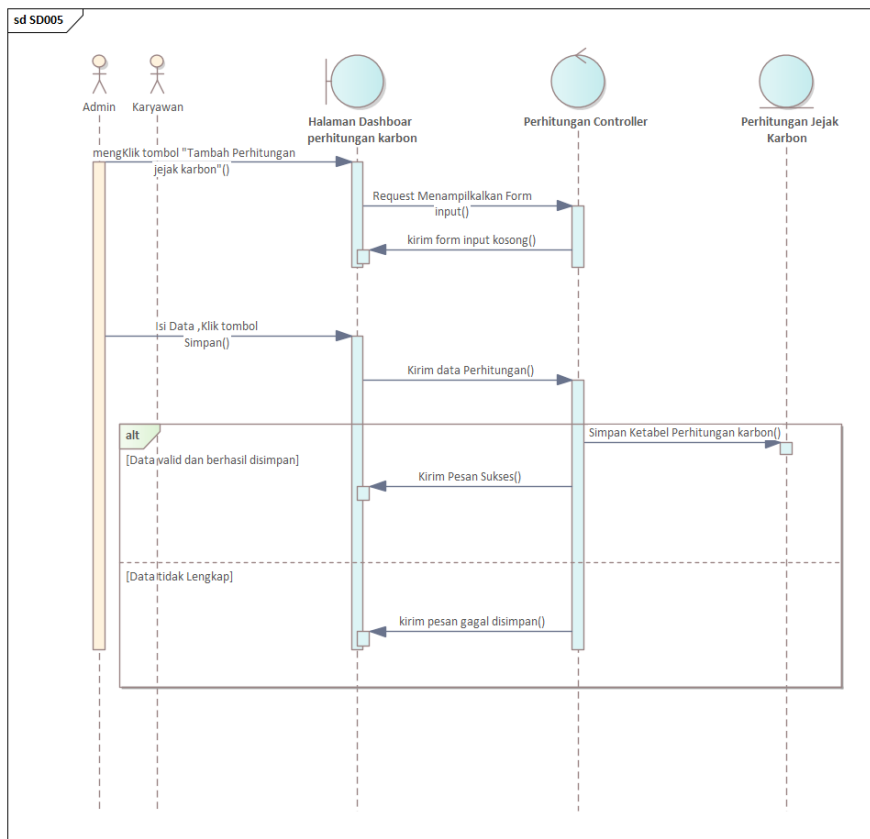 sd SD005
Admin
Karyawan
Halaman Dashboar
perhitungan karbon
Perhitungan Controller
Perhitungan Jejak
Karbon
mengKlik tombol "Tambah Perhitungan
jejak karbon"()
Request Menampilkalkan Form
input()
kirim form input kosong()
Isi Data ,Klik tombol
Simpan()
Kirim data Perhitungan()
alt
Simpan Ketabel Perhitungan karbon()
[Data valid dan berhasil disimpan]
Kirim Pesan Sukses()
[Data tidak Lengkap]
kirim pesan gagal disimpan()